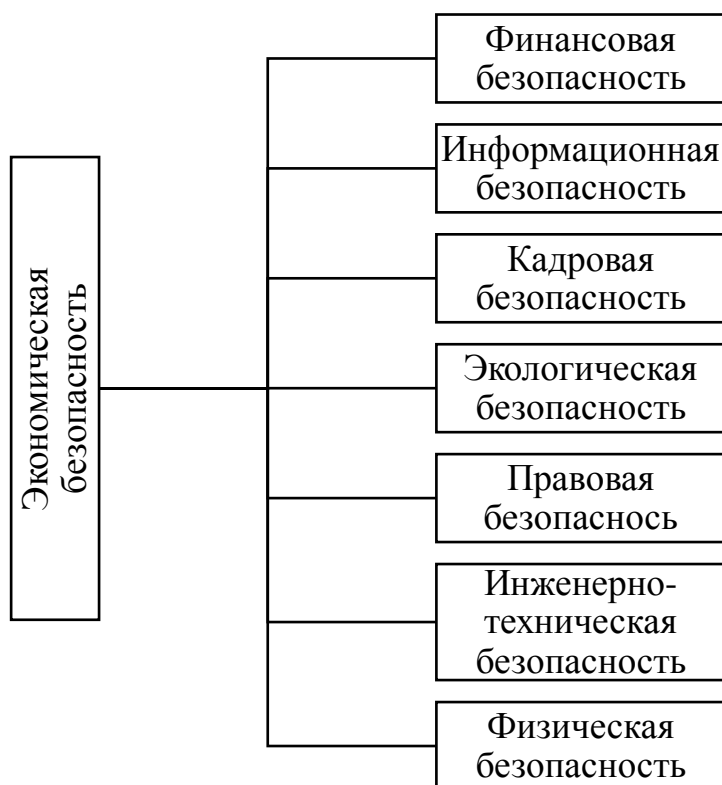 Экономическая
безопасность
Финансовая
безопасность
Информационная
безопасность
Кадровая
безопасность
Экологическая
безопасность
Правовая
безопаснось
Инженерно-
техническая
безопасность
Физическая
безопасность